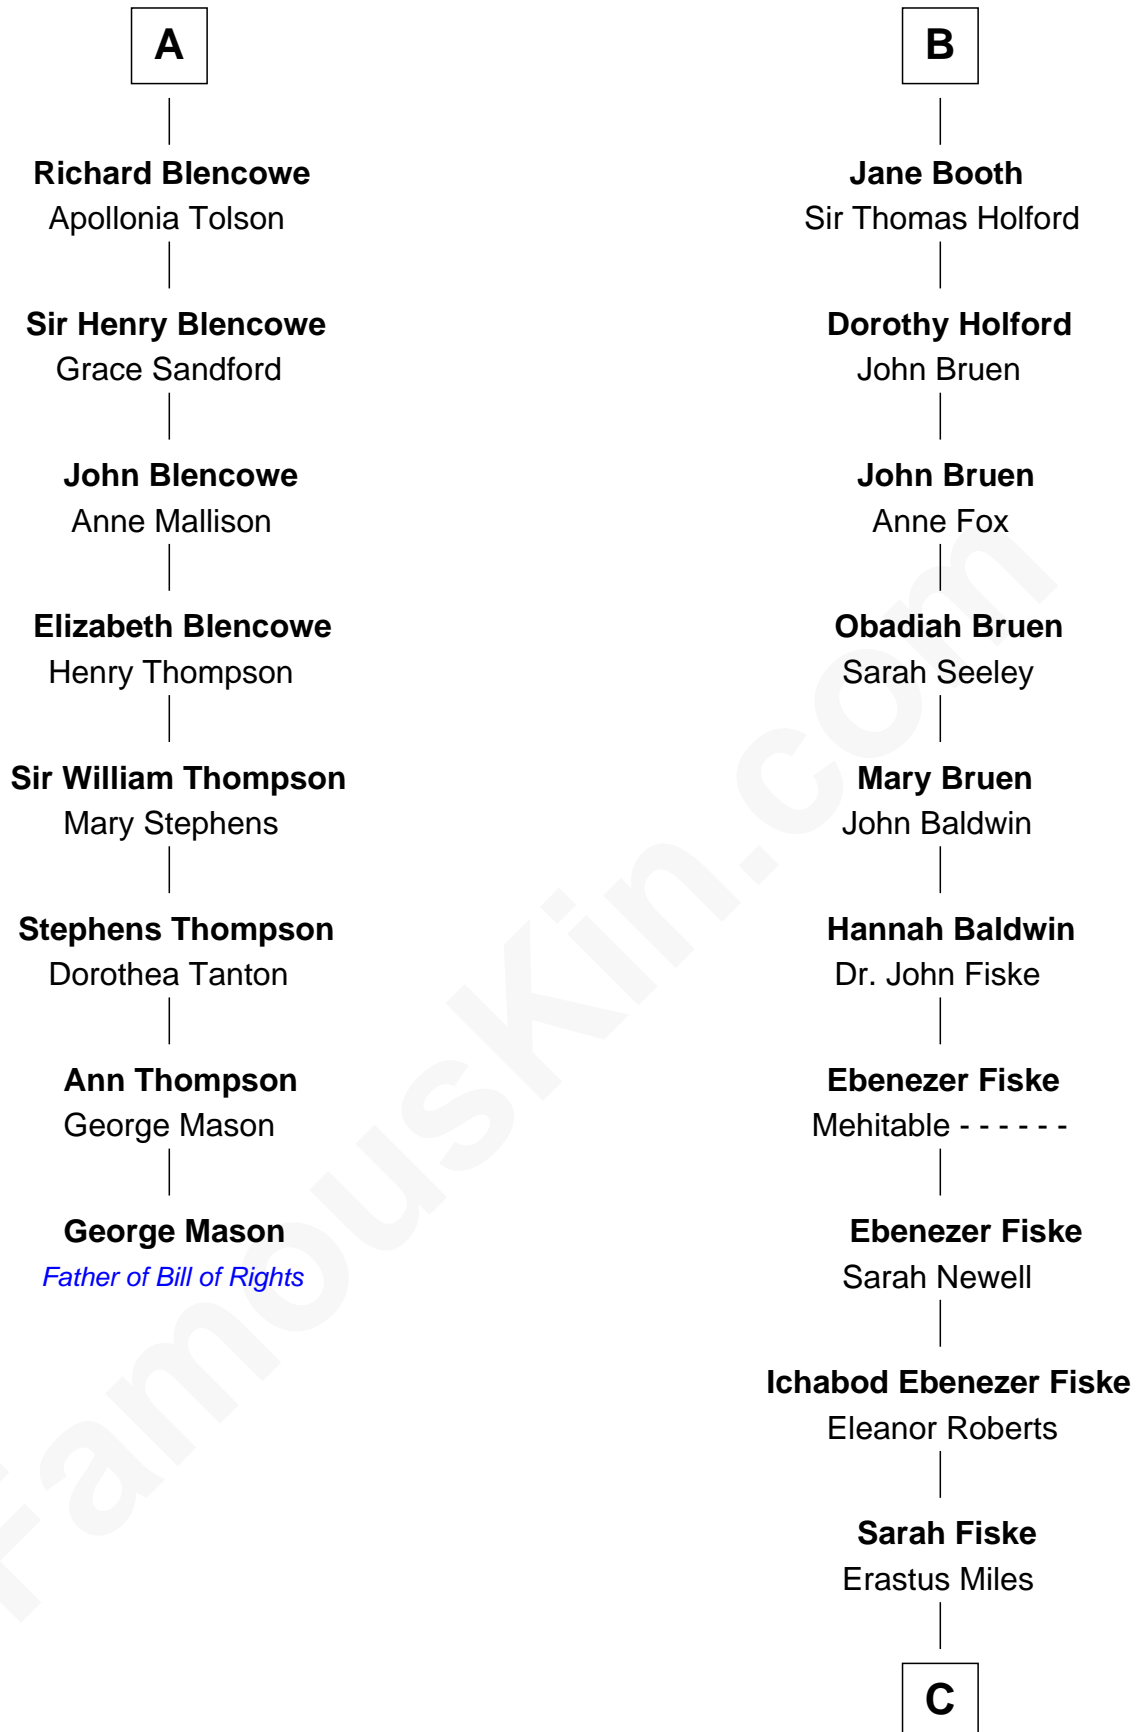 A
Richard Blencowe
Apollonia Tolson
Sir Henry Blencowe
Grace Sandford
John Blencowe
Anne Mallison
Elizabeth Blencowe
Henry Thompson
Sir William Thompson
Mary Stephens
Stephens Thompson
Dorothea Tanton
Ann Thompson
George Mason
George Mason
Father of Bill of Rights
B
Jane Booth
Sir Thomas Holford
Dorothy Holford
John Bruen
John Bruen
Anne Fox
Obadiah Bruen
Sarah Seeley
Mary Bruen
John Baldwin
Hannah Baldwin
Dr. John Fiske
Ebenezer Fiske
Mehitable - - - - - -
Ebenezer Fiske
Sarah Newell
Ichabod Ebenezer Fiske
Eleanor Roberts
Sarah Fiske
Erastus Miles
C
FamousKin.com